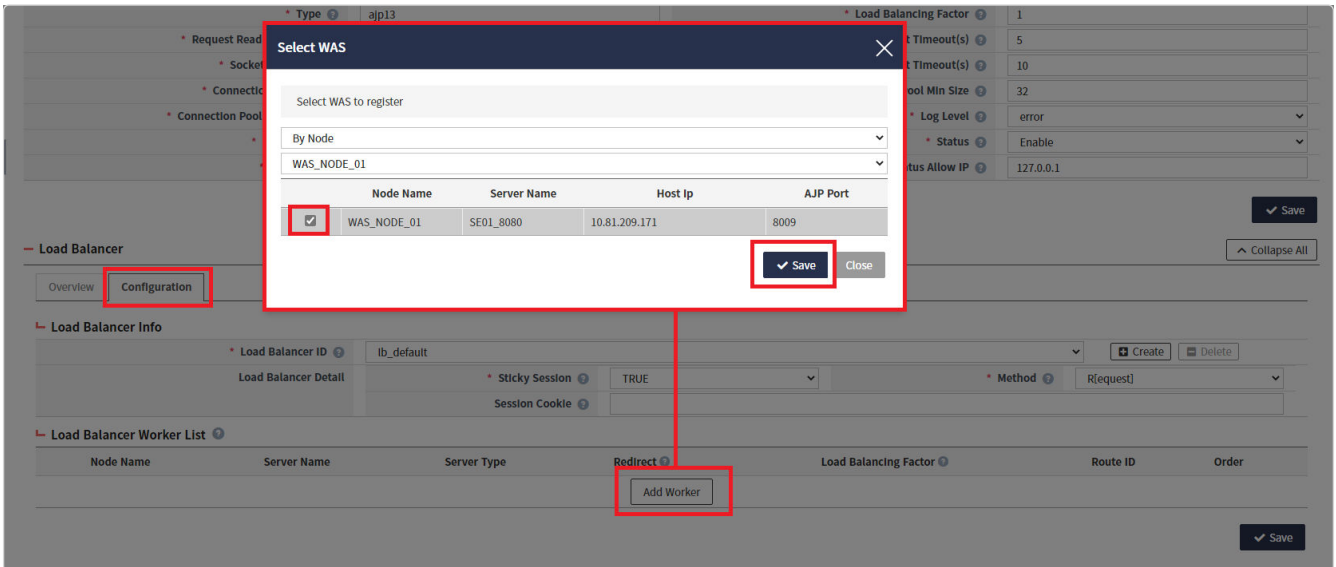 * Type ajp13 * Load Balancing Factor 1
* Request Read t Timeout(s) 5
* Socket t Timeout(s) 10
* Connectio ool Min Size 32
* Connection Pool * Log Level error
* * Status Enable
tus Allow IP 127.0.0.1
Save
Select WAS
Select WAS to register
By Node
WAS_NODE_01
Node Name Server Name Host Ip AJP Port
WAS_NODE_01 SE01_8080 10.81.209.171 8009
Save Close
Load Balancer Collapse All
Overview Configuration
Load Balancer Info
* Load Balancer ID lb_default Create Delete
Load Balancer Detail * Sticky Session TRUE * Method R[equest]
Session Cookie
Load Balancer Worker List
Node Name Server Name Server Type Redirect Load Balancing Factor Route ID Order
Add Worker
Save